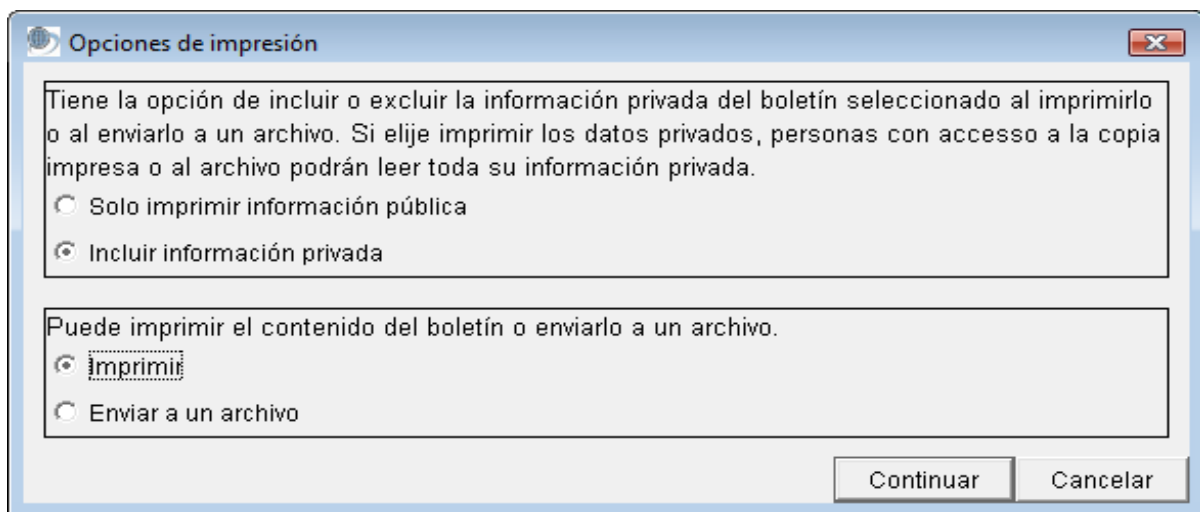 Opciones de impresión
Tiene la opción de incluir o excluir la información privada del boletín seleccionado al imprimirlo
o al enviarlo a un archivo. Si elije imprimir los datos privados, personas con accesso a la copia
impresa o al archivo podrán leer toda su información privada.
Solo imprimir información pública
Incluir información privada
Puede imprimir el contenido del boletín o enviarlo a un archivo.
Imprimir
Enviar a un archivo
Continuar Cancelar